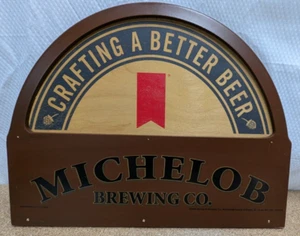 CRAFTING A BETTER BEER
MICHELOB
BREWING CO.